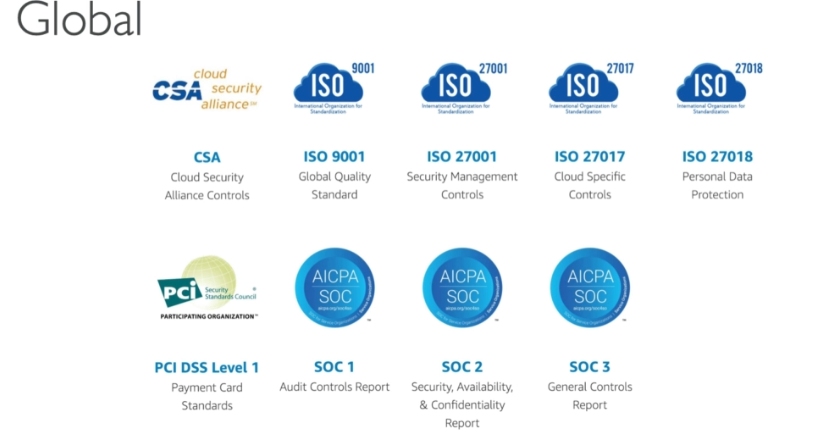 Global
cloud
CSA security
alliance℠
ISO 9001
International Organization for
Standardization
ISO 27001
International Organization for
Standardization
ISO 27017
International Organization for
Standardization
ISO 27018
International Organization for
Standardization
CSA
Cloud Security
Alliance Controls
ISO 9001
Global Quality
Standard
ISO 27001
Security Management
Controls
ISO 27017
Cloud Specific
Controls
ISO 27018
Personal Data
Protection
PCI Security
Standards Council
PARTICIPATING ORGANIZATION™
AICPA
SOC
AICPA
SOC
AICPA
SOC
PCI DSS Level 1
Payment Card
Standards
SOC 1
Audit Controls Report
SOC 2
Security, Availability,
& Confidentiality
Report
SOC 3
General Controls
Report